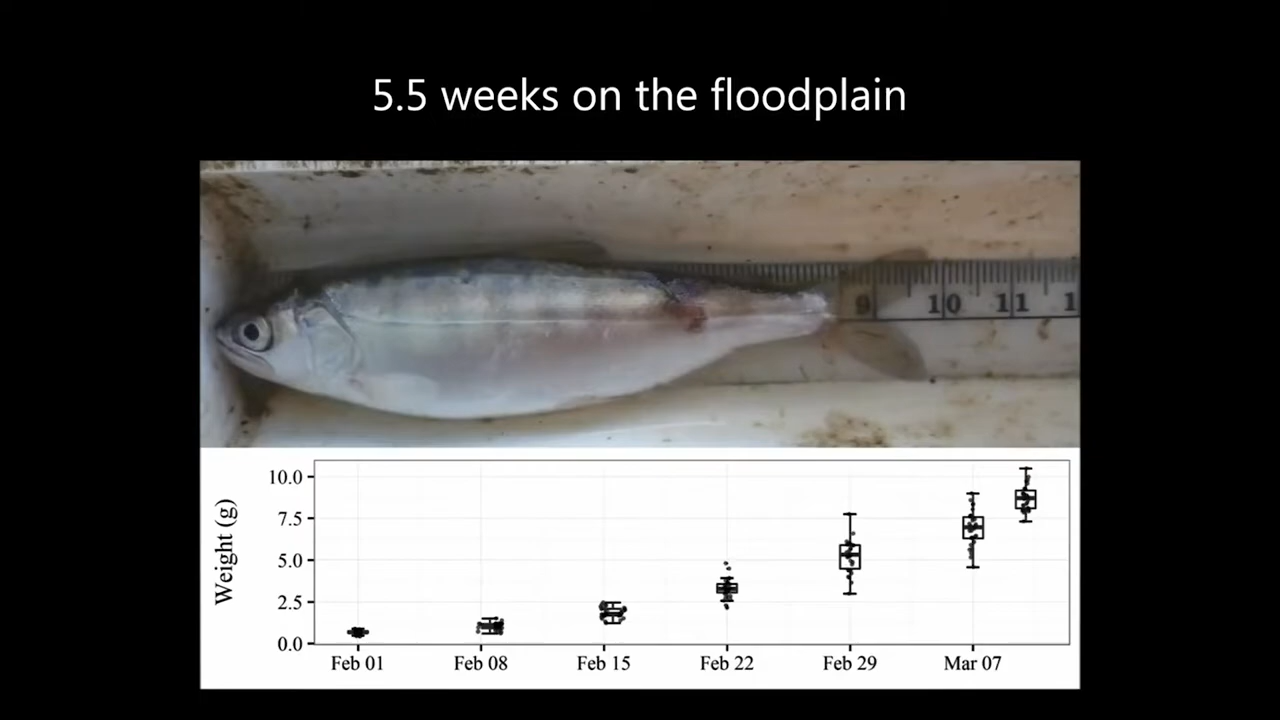 5.5 weeks on the floodplain
9 10 11 1
Weight (g)
10.0
7.5
5.0
2.5
0.0
Feb 01 Feb 08 Feb 15 Feb 22 Feb 29 Mar 07